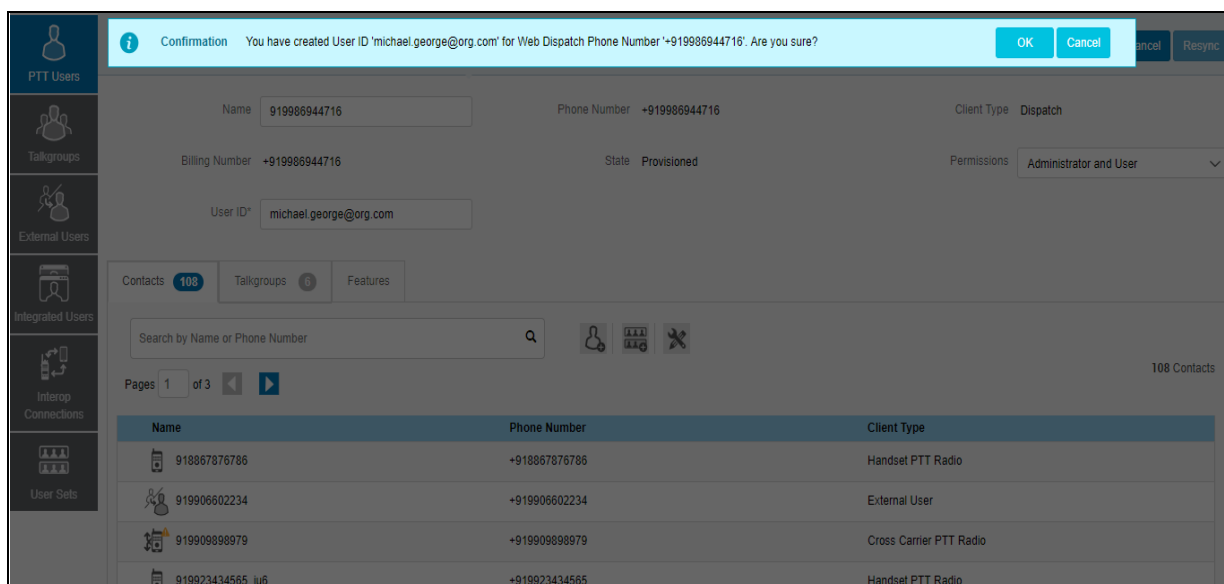 Confirmation You have created User ID 'michael.george@org.com' for Web Dispatch Phone Number '+919986944716'. Are you sure? OK Cancel
ancel Resync
PTT Users
Name 919986944716 Phone Number +919986944716 Client Type Dispatch
Talkgroups
Billing Number +919986944716 State Provisioned Permissions Administrator and User
User ID* michael.george@org.com
External Users
Contacts 108 Talkgroups 6 Features
Integrated Users
Search by Name or Phone Number
108 Contacts
Pages 1 of 3
Interop
Connections
Name Phone Number Client Type
918867876786 +918867876786 Handset PTT Radio
User Sets
919906602234 +919906602234 External User
919909898979 +919909898979 Cross Carrier PTT Radio
919923434565_iu6 +919923434565 Handset PTT Radio